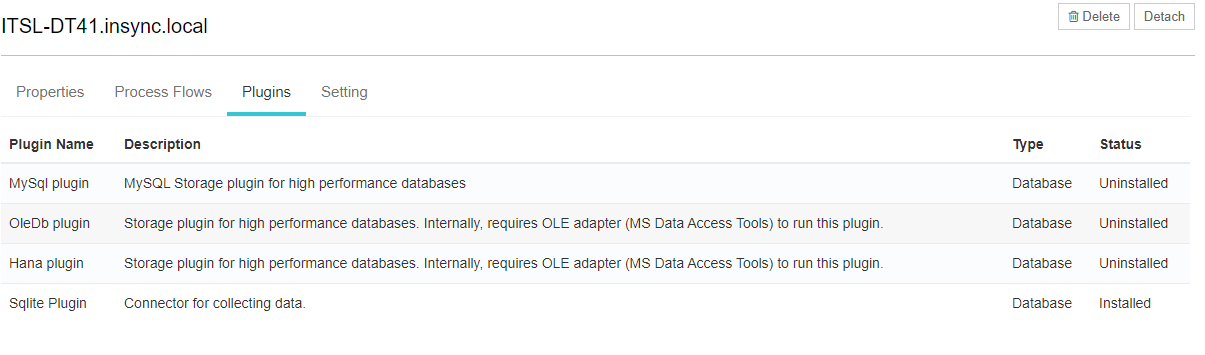 ITSL-DT41.insync.local
Delete Detach
Properties Process Flows Plugins Setting
Plugin Name Description Type Status
MySql plugin MySQL Storage plugin for high performance databases Database Uninstalled
OleDb plugin Storage plugin for high performance databases. Internally, requires OLE adapter (MS Data Access Tools) to run this plugin. Database Uninstalled
Hana plugin Storage plugin for high performance databases. Internally, requires OLE adapter (MS Data Access Tools) to run this plugin. Database Uninstalled
Sqlite Plugin Connector for collecting data. Database Installed